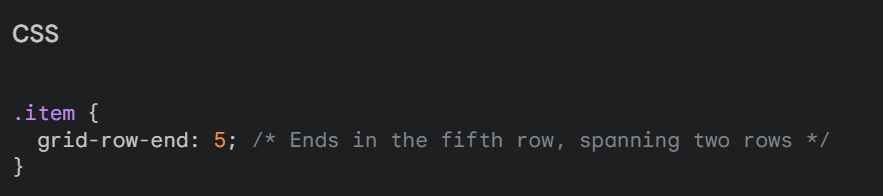 CSS
.item {
  grid-row-end: 5; /* Ends in the fifth row, spanning two rows */
}